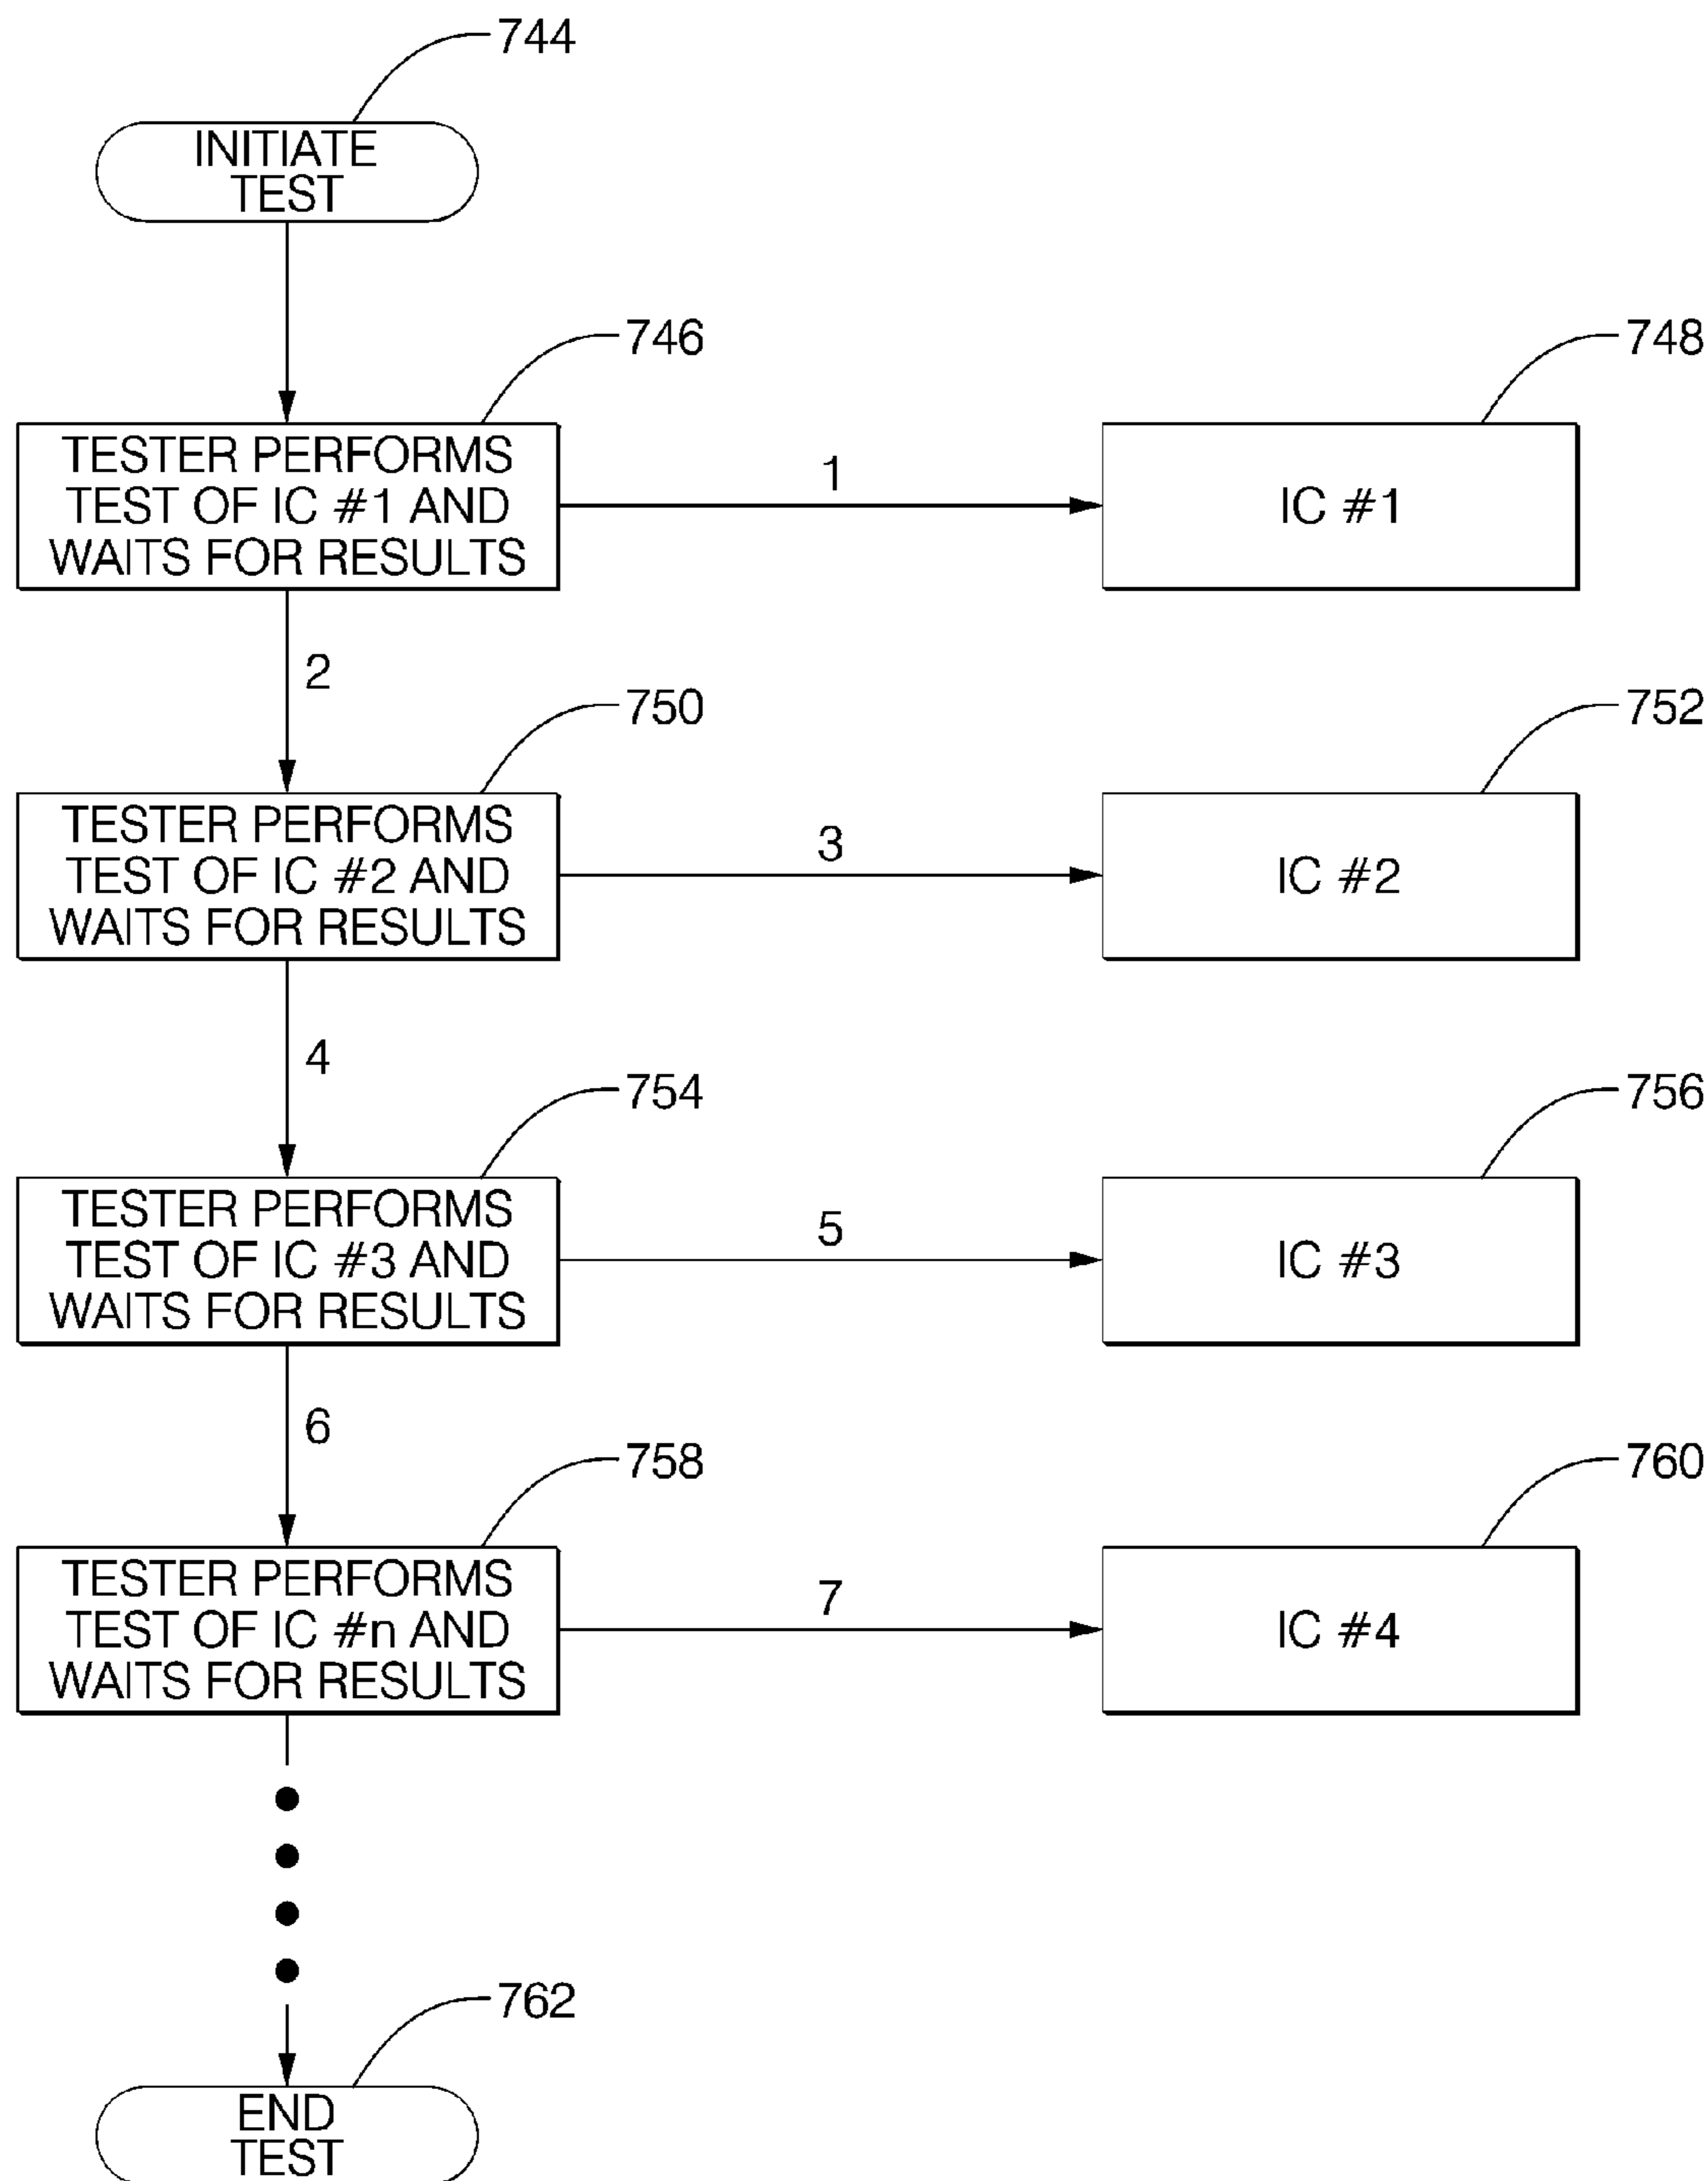 744
INITIATE
TEST
746
748
TESTER PERFORMS
TEST OF IC #1 AND
WAITS FOR RESULTS
1
IC #1
2
750
752
TESTER PERFORMS
TEST OF IC #2 AND
WAITS FOR RESULTS
3
IC #2
4
754
756
TESTER PERFORMS
TEST OF IC #3 AND
WAITS FOR RESULTS
5
IC #3
6
758
760
TESTER PERFORMS
TEST OF IC #n AND
WAITS FOR RESULTS
7
IC #4
762
END
TEST